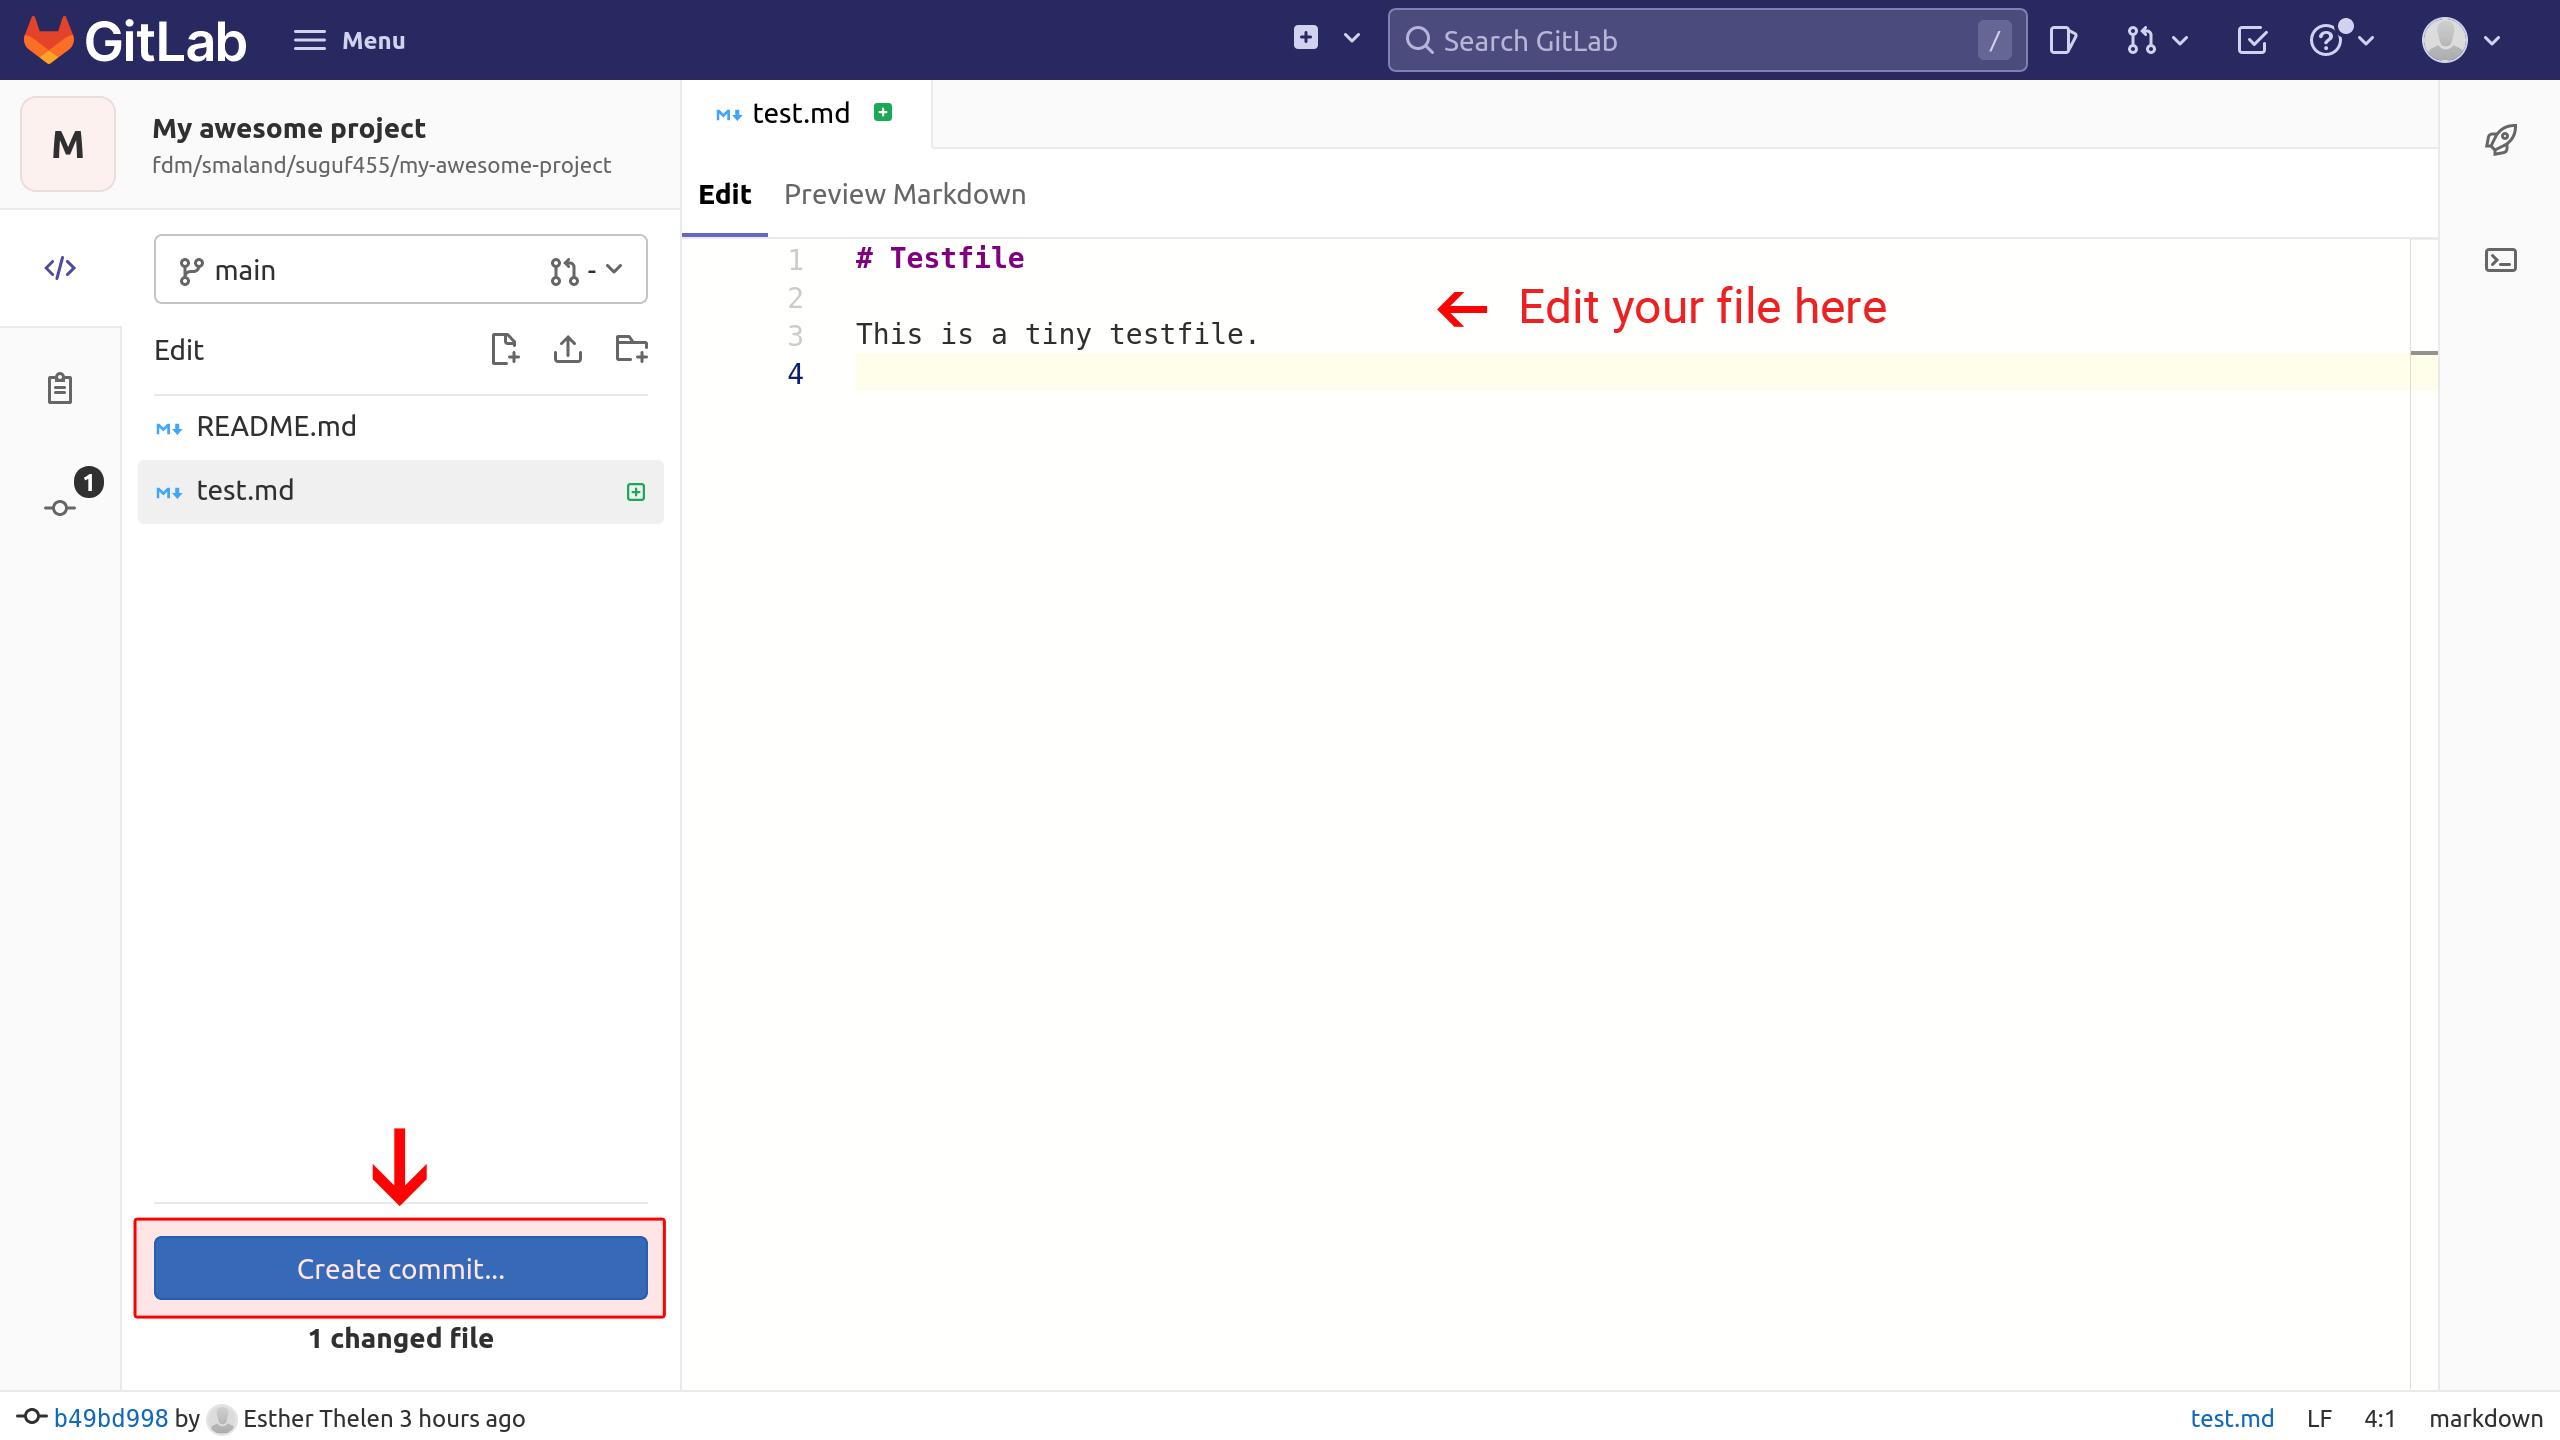 GitLab Menu Search GitLab /
M My awesome project
fdm/smaland/suguf455/my-awesome-project
test.md
Edit Preview Markdown
main -
Edit
README.md
test.md
1
1 # Testfile
2
3 This is a tiny testfile.
4
Edit your file here
Create commit...
1 changed file
b49bd998 by Esther Thelen 3 hours ago
test.md LF 4:1 markdown